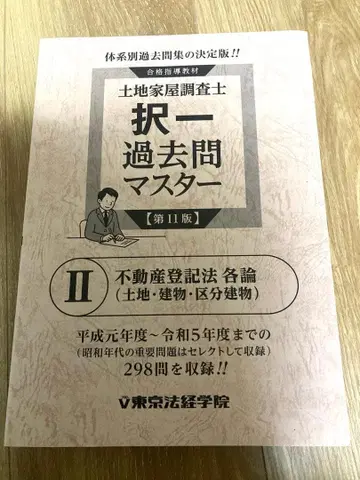 体系別過去問集の決定版!!
合格指導教材
土地家屋調査士
択一
過去問
マスター
【第11版】
Ⅱ 不動産登記法 各論
(土地・建物・区分建物)
平成元年度~令和5年度までの
(昭和年代の重要問題はセレクトして収録)
298問を収録!!
東京法経学院